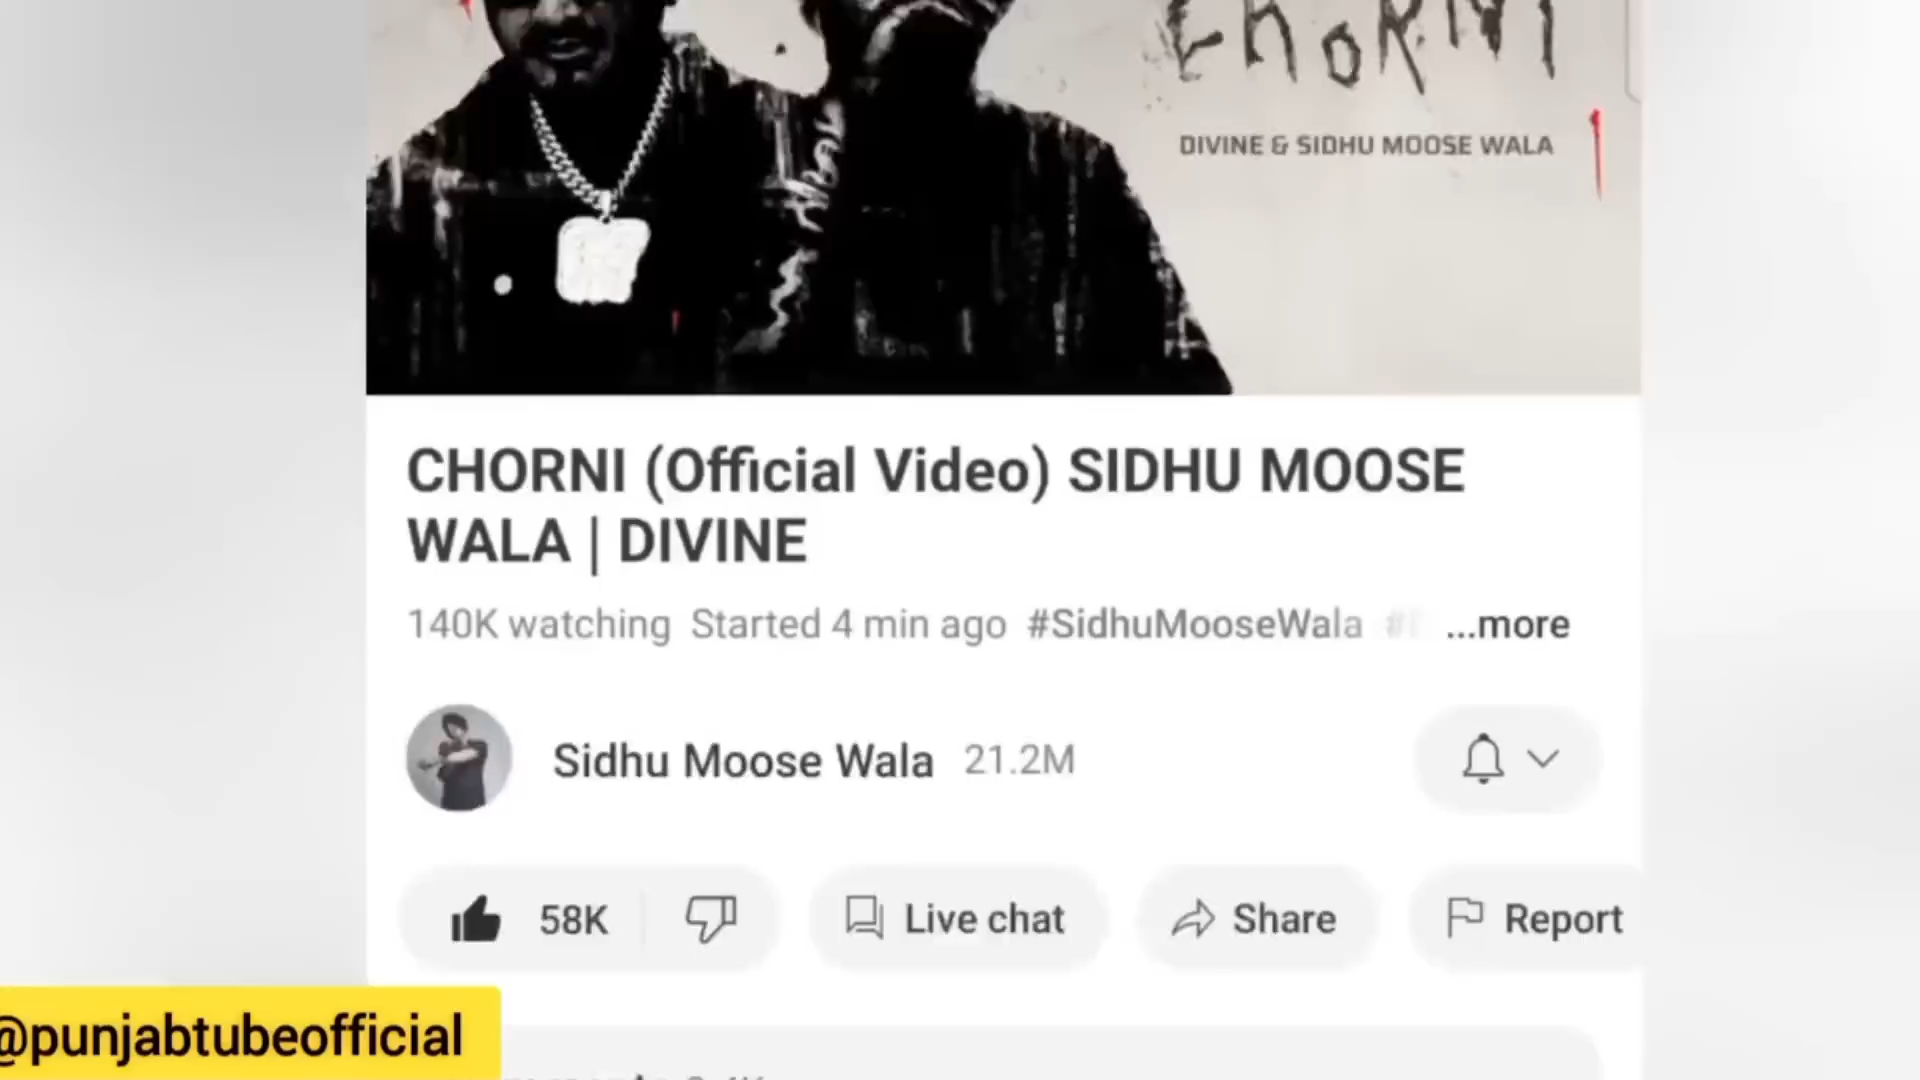 CHORNI
DIVINE & SIDHU MOOSE WALA
CHORNI (Official Video) SIDHU MOOSE
WALA | DIVINE
140K watching Started 4 min ago #SidhuMooseWala ...more
Sidhu Moose Wala 21.2M
58K Live chat Share Report
@punjabtubeofficial